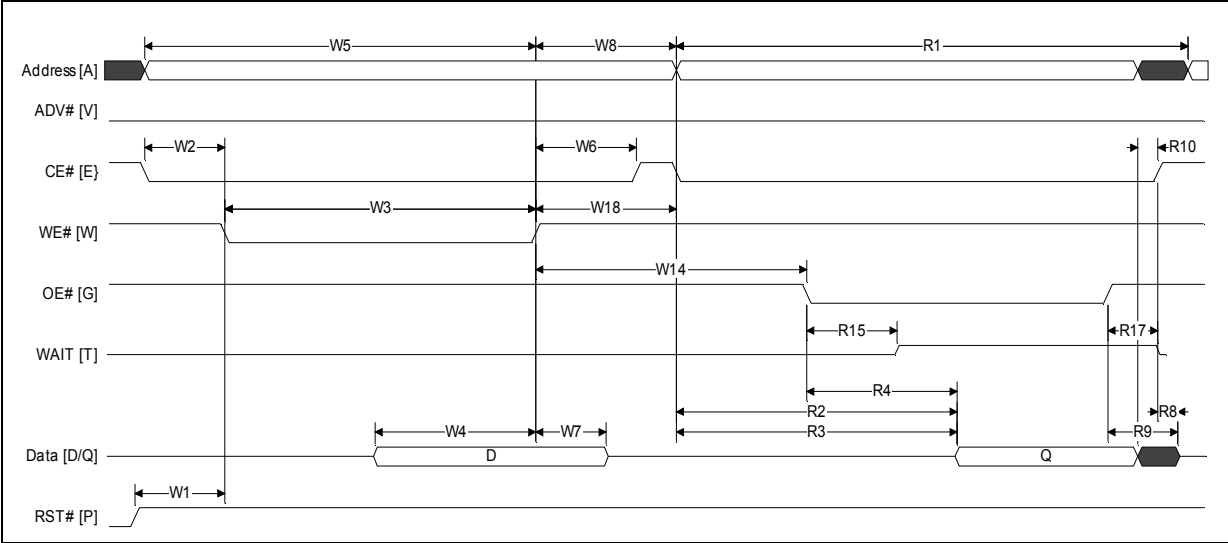 W5 W8 R1
Address [A]
ADV# [V]
W2 W6 R10
CE# [E}
W3 W18
WE# [W]
W14
OE# [G]
R15 R17
WAIT [T]
R4
R2 R8
W4 W7 R3 R9
Data [D/Q] D Q
W1
RST# [P]